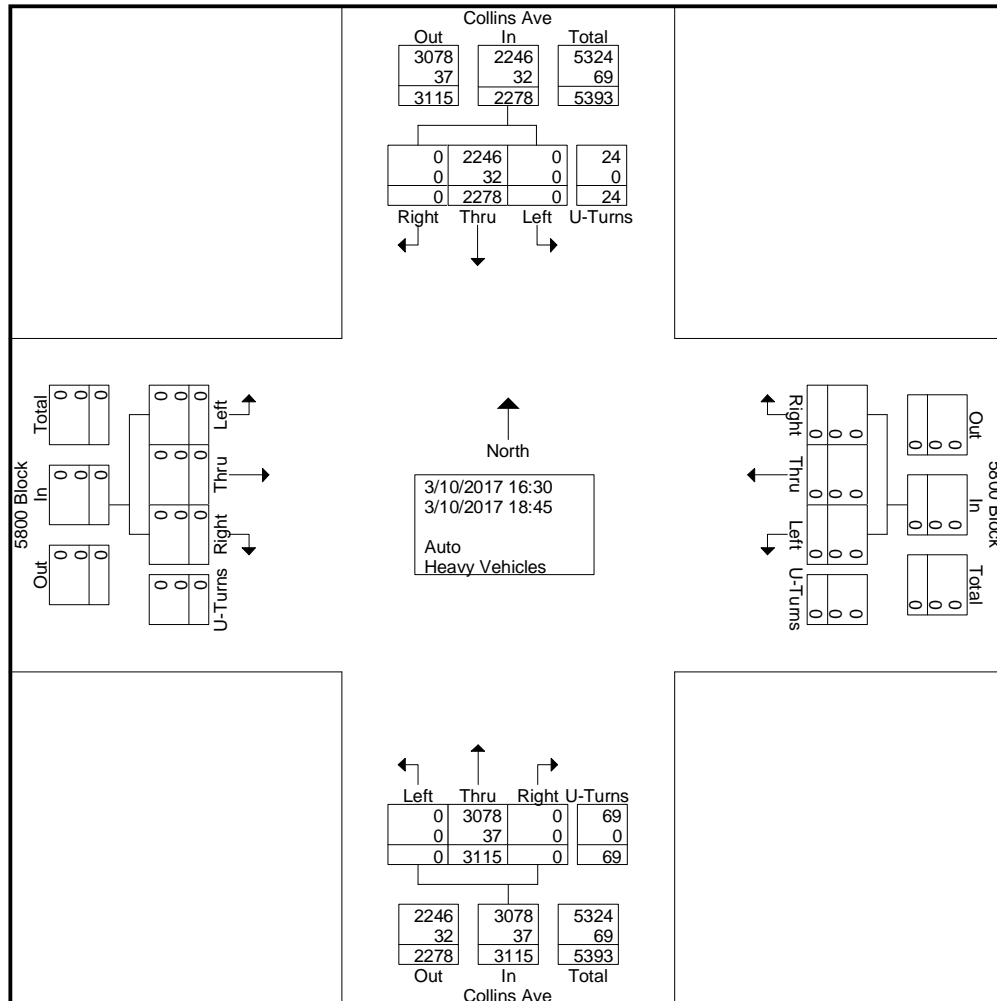 Collins Ave
Out In Total
3078 2246 5324
37 32 69
3115 2278 5393
0 2246 0 24
0 32 0 0
0 2278 0 24
Right Thru Left U-Turns
5800 Block
Total In Out
0 0 0
0 0 0
0 0 0
Left Thru Right U-Turns
0 0 0 0
0 0 0 0
0 0 0 0
North
3/10/2017 16:30
3/10/2017 18:45
Auto
Heavy Vehicles
Right Thru Left U-Turns
0 0 0 0
0 0 0 0
0 0 0 0
Out In Total
0 0 0
0 0 0
0 0 0
5800 Block
Left Thru Right U-Turns
0 3078 0 69
0 37 0 0
0 3115 0 69
2246 3078 5324
32 37 69
2278 3115 5393
Out In Total
Collins Ave